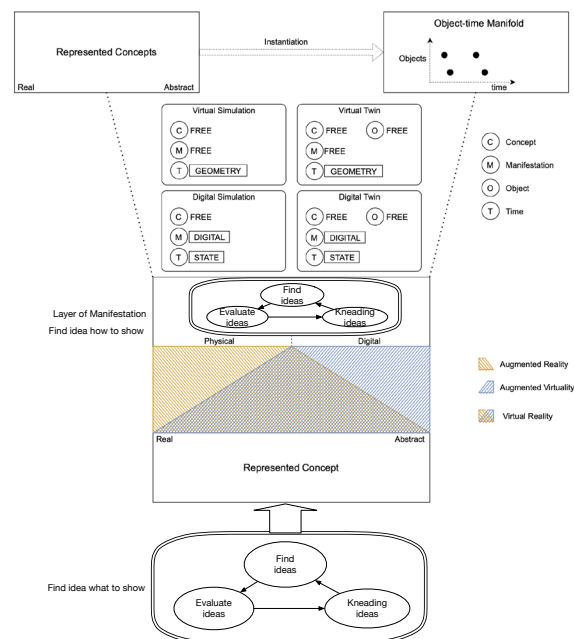 Represented Concepts
Real Abstract
Instantiation
Object-time Manifold
Objects
time
Virtual Simulation
C FREE
M FREE
T GEOMETRY
Virtual Twin
C FREE O FREE
M FREE
T GEOMETRY
Digital Simulation
C FREE
M DIGITAL
T STATE
Digital Twin
C FREE O FREE
M DIGITAL
T STATE
C Concept
M Manifestation
O Object
T Time
Layer of Manifestation
Find idea how to show
Find
ideas
Evaluate
ideas
Kneading
ideas
Physical Digital
Augmented Reality
Augmented Virtuality
Virtual Reality
Real Abstract
Represented Concept
Find idea what to show
Find
ideas
Evaluate
ideas
Kneading
ideas